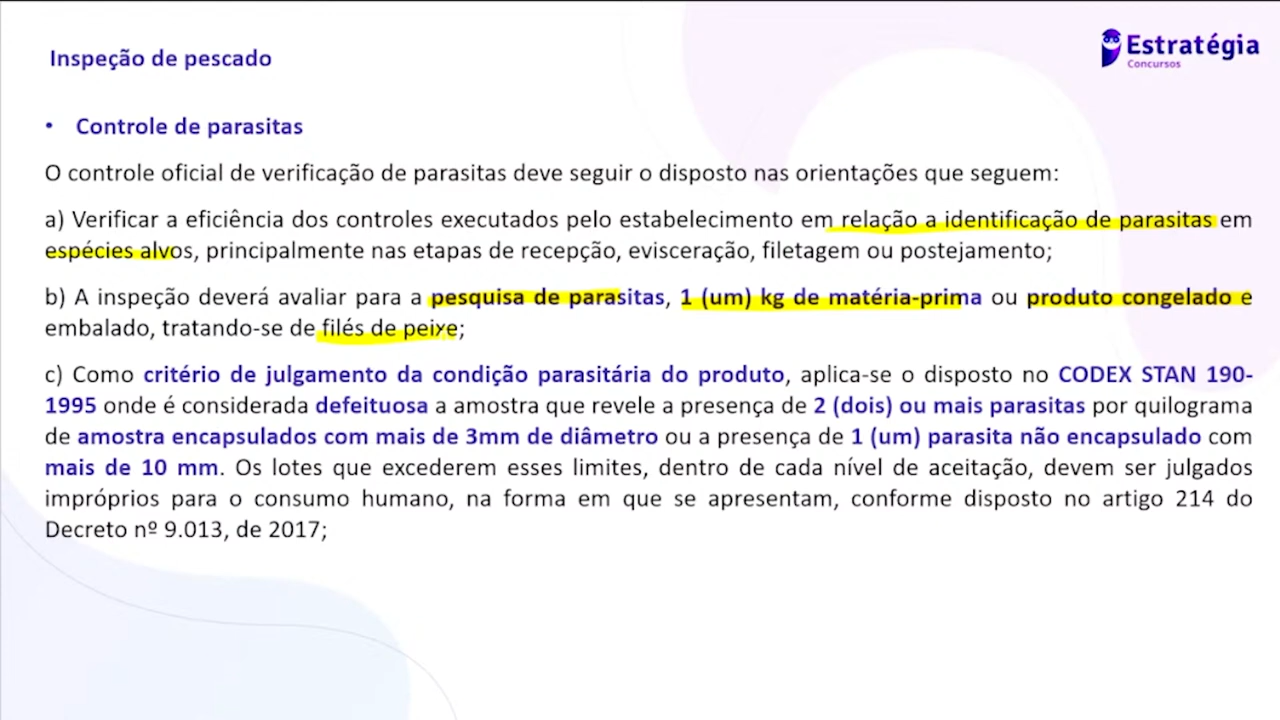 Inspeção de pescado
Estratégia
Concursos
• Controle de parasitas
O controle oficial de verificação de parasitas deve seguir o disposto nas orientações que seguem:
a) Verificar a eficiência dos controles executados pelo estabelecimento em relação a identificação de parasitas em
espécies alvos, principalmente nas etapas de recepção, evisceração, filetagem ou postejamento;
b) A inspeção deverá avaliar para a pesquisa de parasitas, 1 (um) kg de matéria-prima ou produto congelado e
embalado, tratando-se de filés de peixe;
c) Como critério de julgamento da condição parasitária do produto, aplica-se o disposto no CODEX STAN 190-
1995 onde é considerada defeituosa a amostra que revele a presença de 2 (dois) ou mais parasitas por quilograma
de amostra encapsulados com mais de 3mm de diâmetro ou a presença de 1 (um) parasita não encapsulado com
mais de 10 mm. Os lotes que excederem esses limites, dentro de cada nível de aceitação, devem ser julgados
impróprios para o consumo humano, na forma em que se apresentam, conforme disposto no artigo 214 do
Decreto nº 9.013, de 2017;